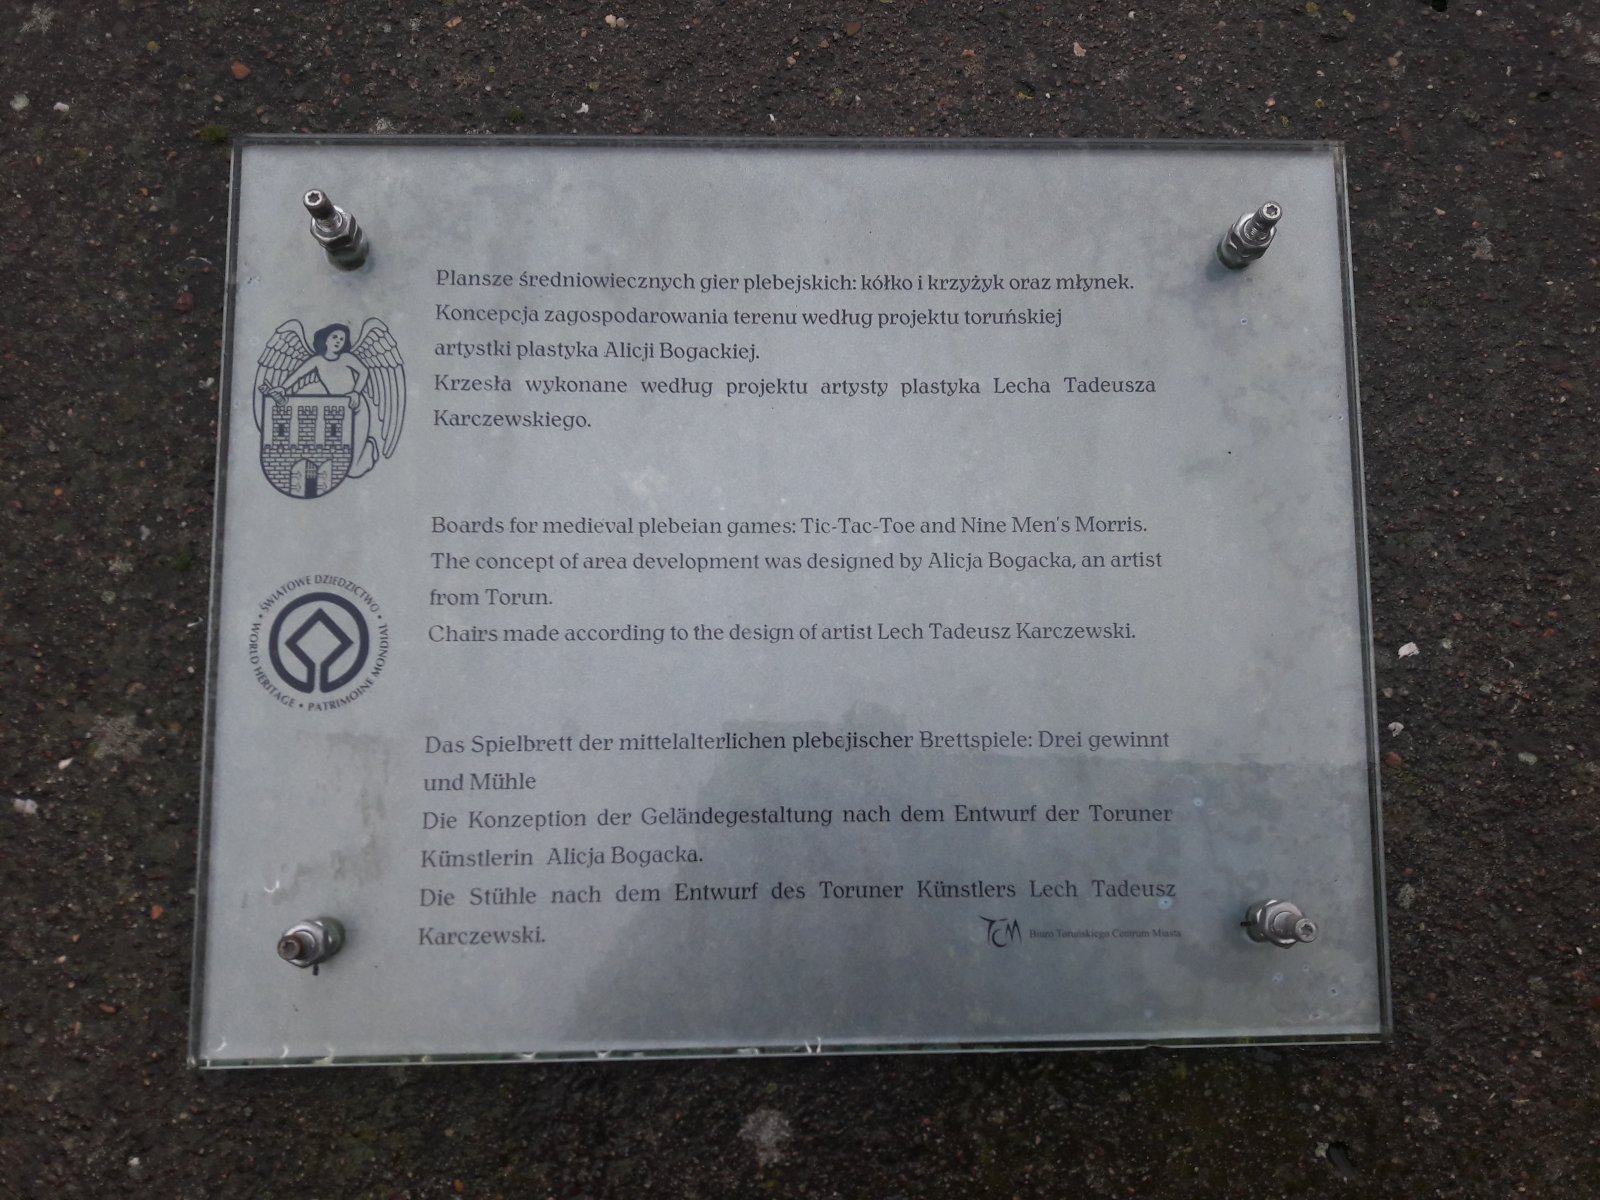 Plansze średniowiecznych gier plebejskich: kółko i krzyżyk oraz młynek.
Koncepcja zagospodarowania terenu według projektu toruńskiej
artystki plastyka Alicji Bogackiej.
Krzesła wykonane według projektu artysty plastyka Lecha Tadeusza
Karczewskiego.
Boards for medieval plebeian games: Tic-Tac-Toe and Nine Men's Morris.
The concept of area development was designed by Alicja Bogacka, an artist
from Torun.
Chairs made according to the design of artist Lech Tadeusz Karczewski.
• ŚWIATOWE DZIEDZICTWO •
WORLD HERITAGE • PATRIMOINE MONDIAL
Das Spielbrett der mittelalterlichen plebejischer Brettspiele: Drei gewinnt
und Mühle
Die Konzeption der Geländegestaltung nach dem Entwurf der Toruner
Künstlerin Alicja Bogacka.
Die Stühle nach dem Entwurf des Toruner Künstlers Lech Tadeusz
Karczewski.
TCM Biuro Toruńskiego Centrum Miasta